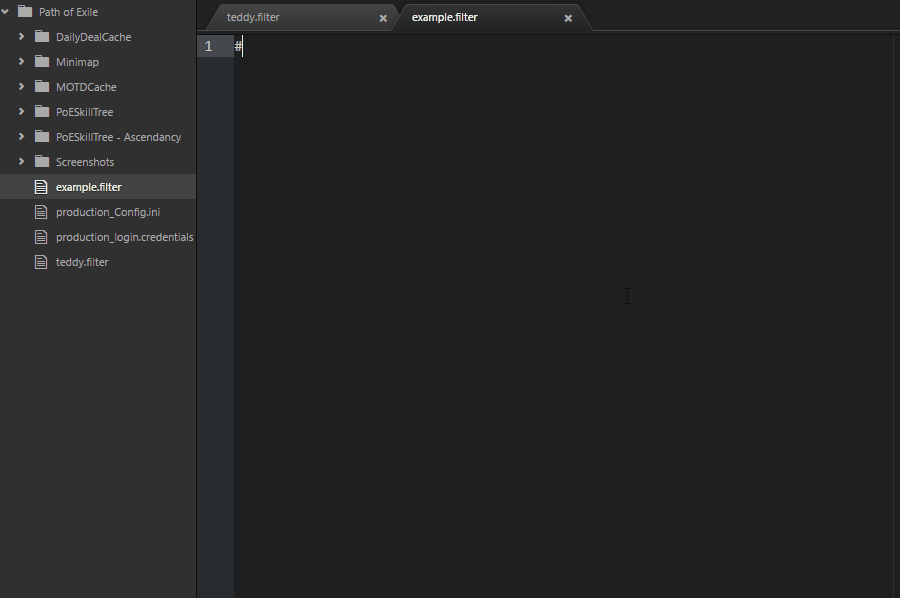 Path of Exile
DailyDealCache
Minimap
MOTDCache
PoESkillTree
PoESkillTree - Ascendancy
Screenshots
example.filter
production_Config.ini
production_login.credentials
teddy.filter
teddy.filter
example.filter
1 #